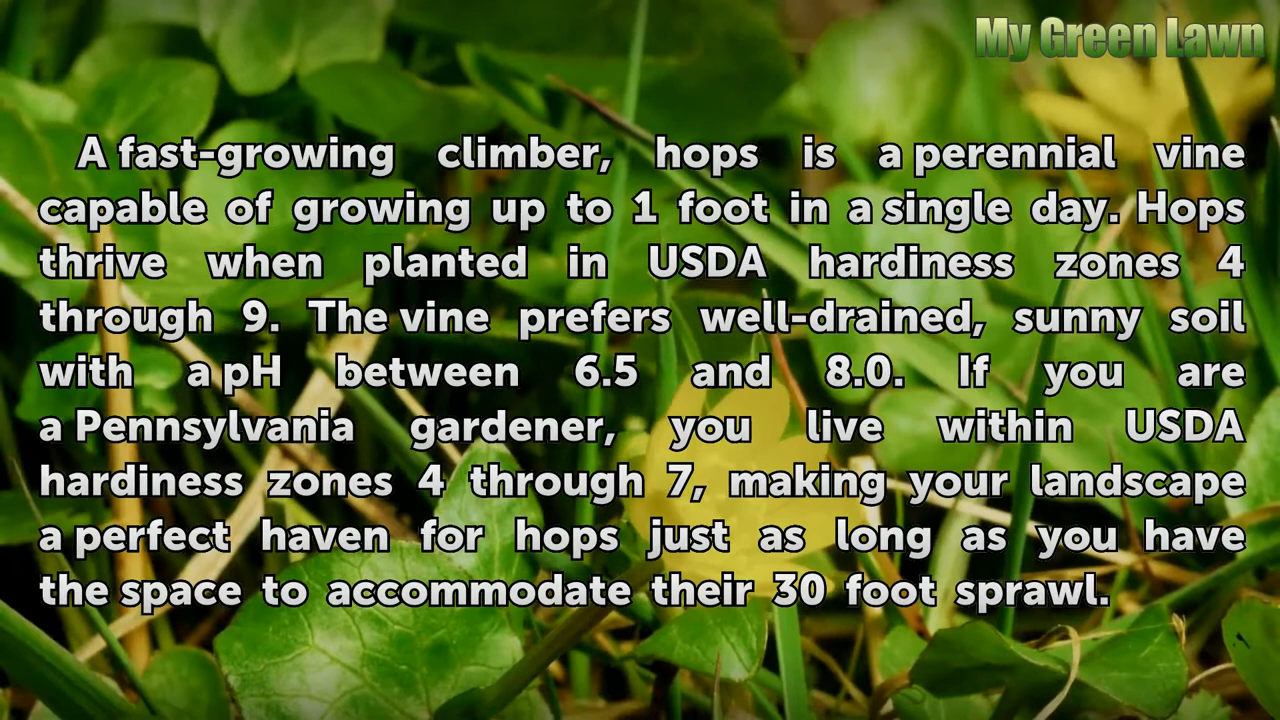 My Green Lawn
A fast-growing climber, hops is a perennial vine
capable of growing up to 1 foot in a single day. Hops
thrive when planted in USDA hardiness zones 4
through 9. The vine prefers well-drained, sunny soil
with a pH between 6.5 and 8.0. If you are
a Pennsylvania gardener, you live within USDA
hardiness zones 4 through 7, making your landscape
a perfect haven for hops just as long as you have
the space to accommodate their 30 foot sprawl.